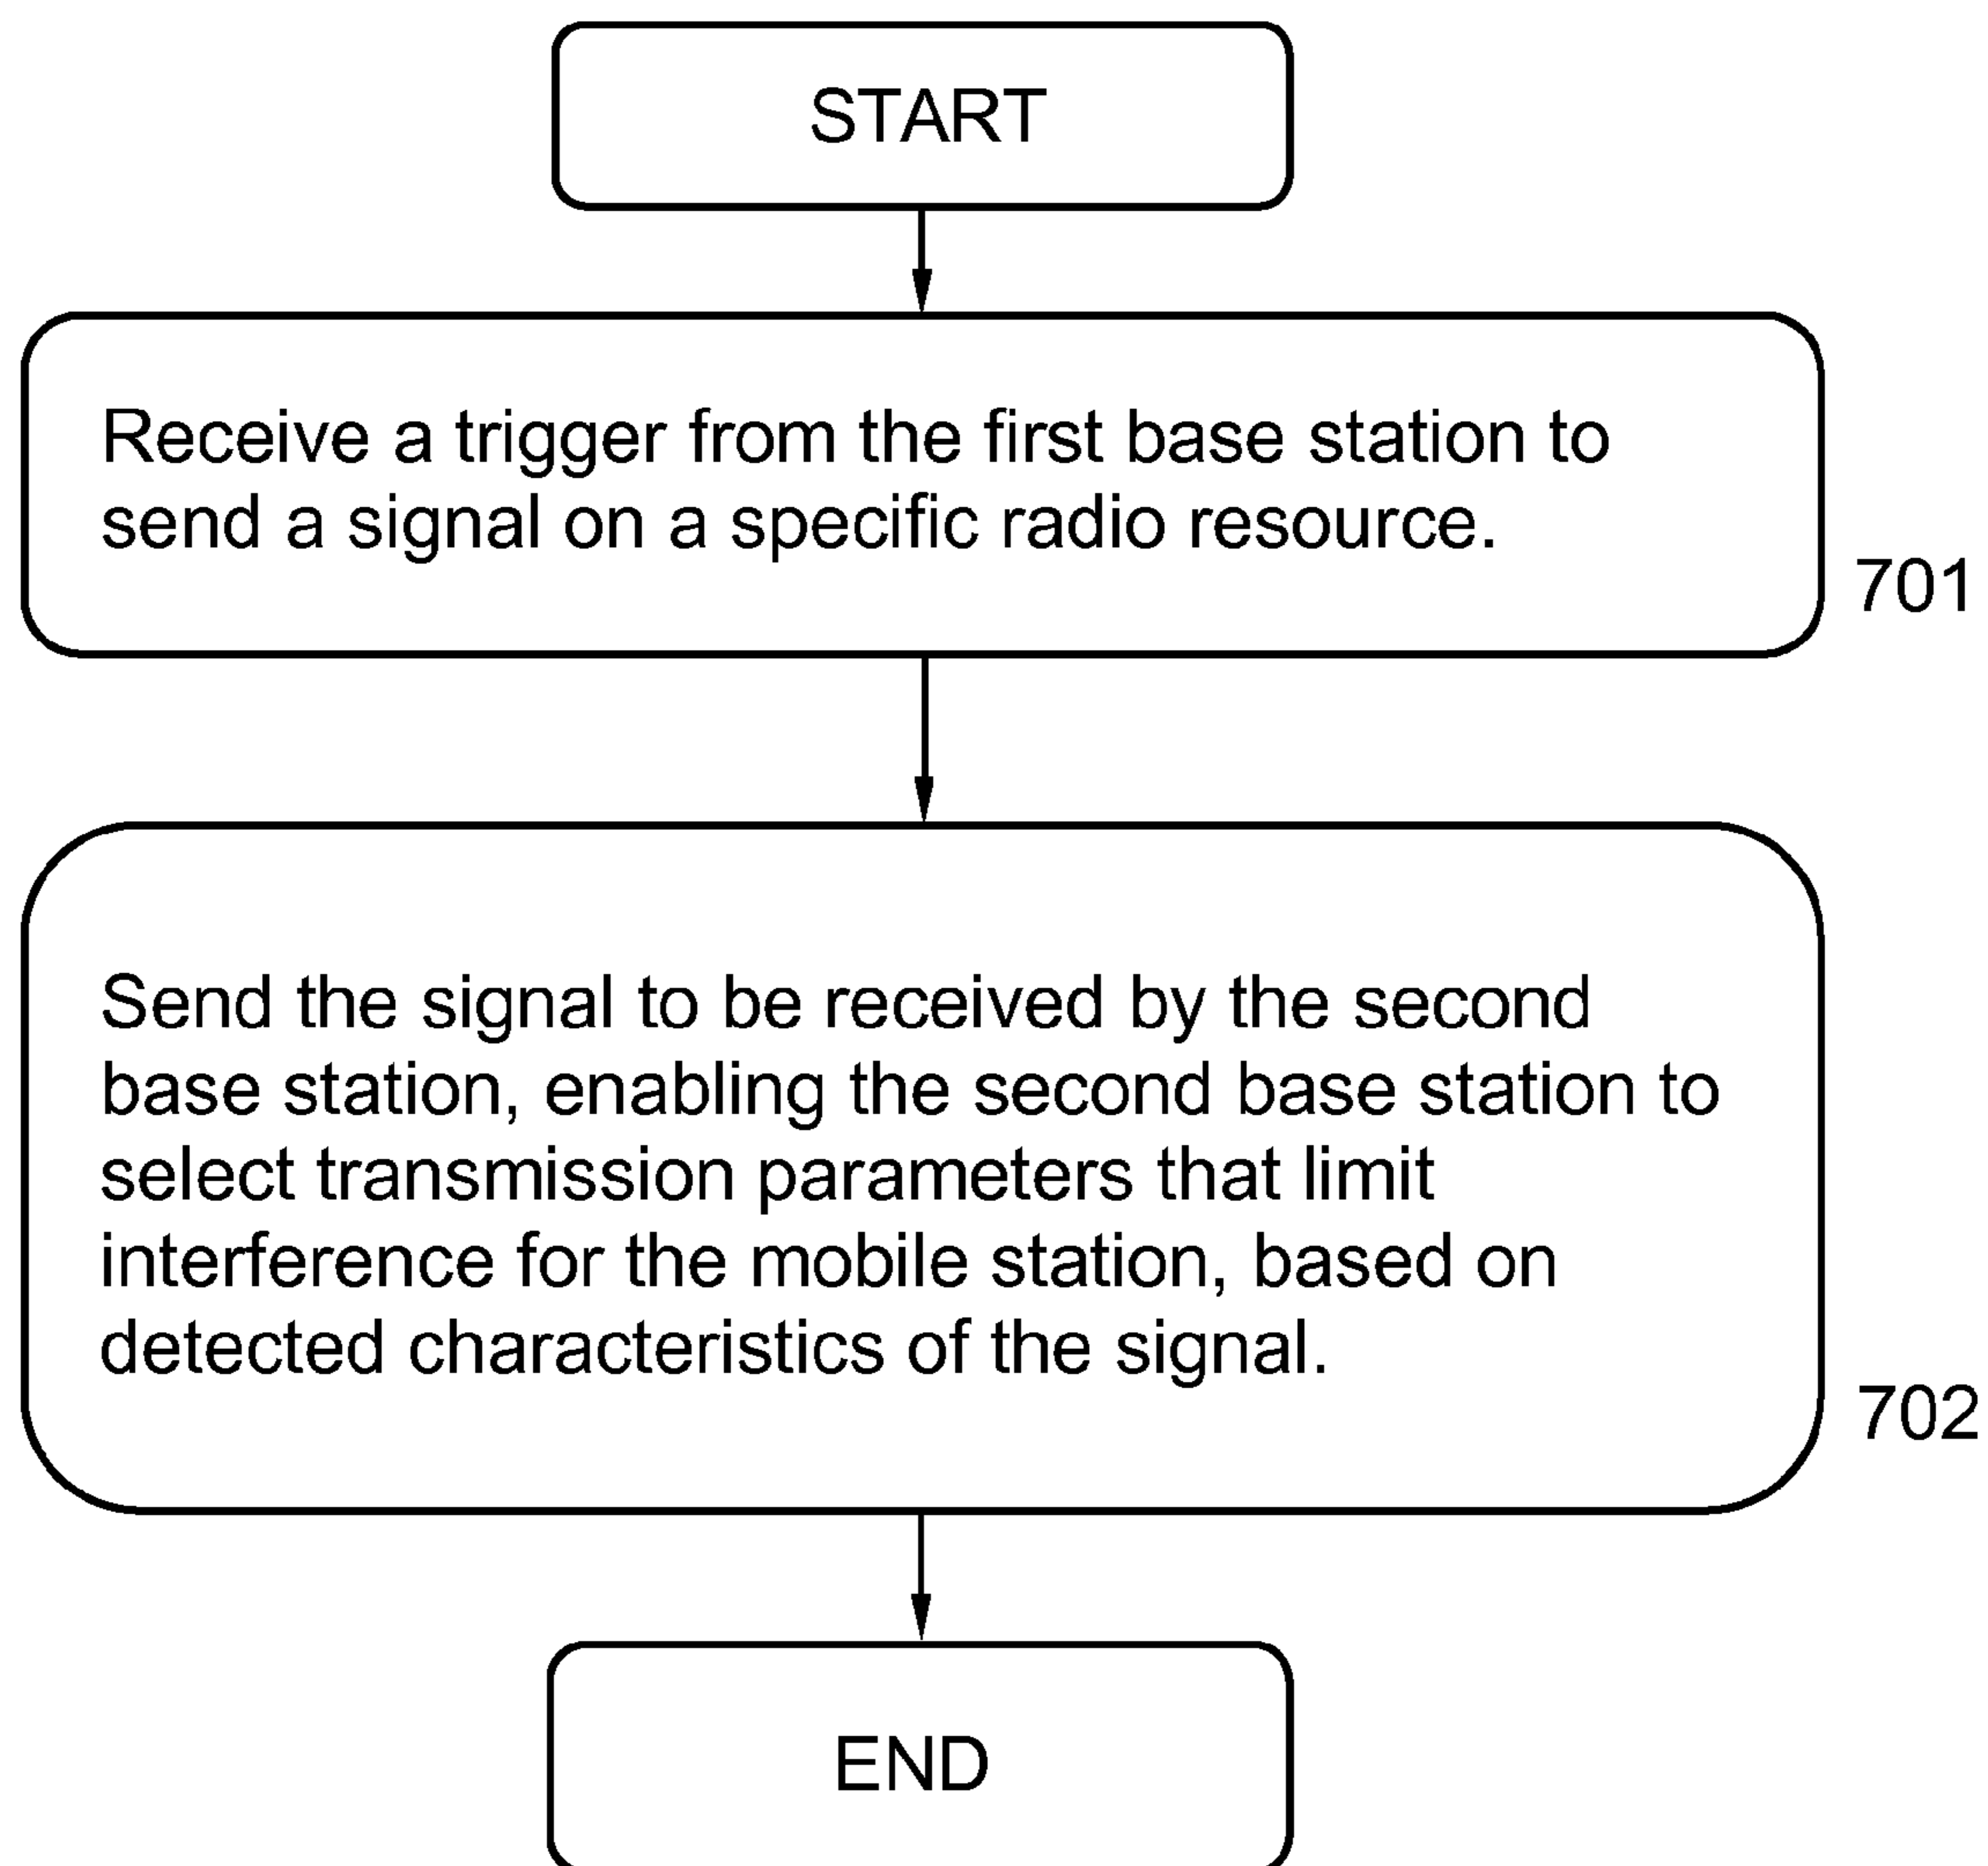 START
Receive a trigger from the first base station to
send a signal on a specific radio resource.
701
Send the signal to be received by the second
base station, enabling the second base station to
select transmission parameters that limit
interference for the mobile station, based on
detected characteristics of the signal.
702
END